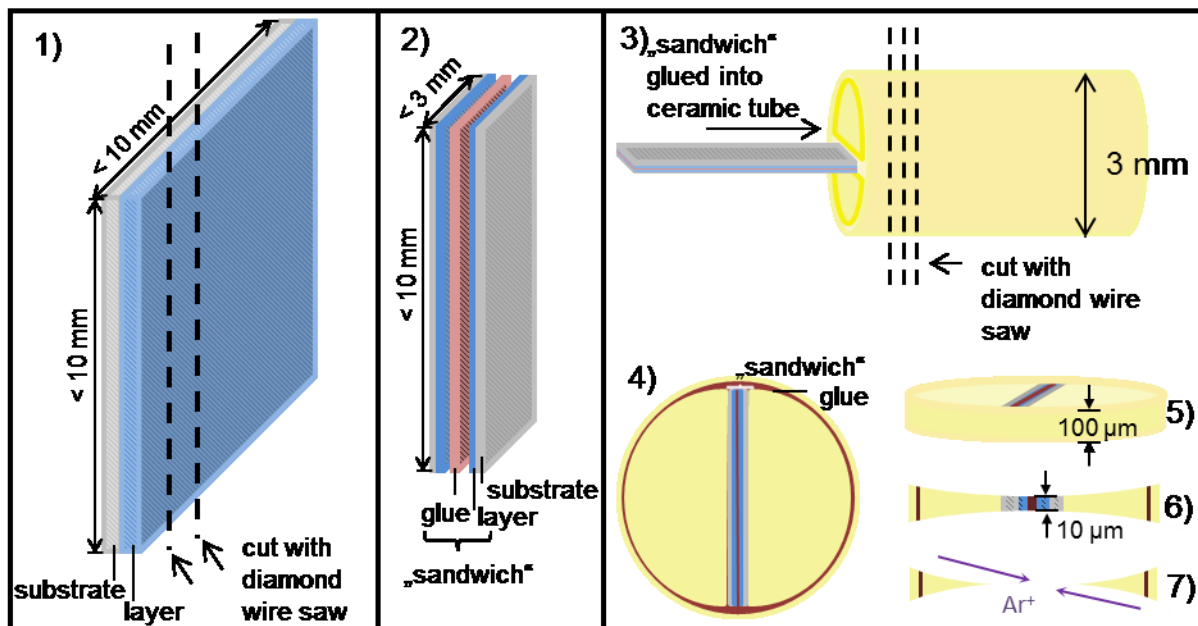 1)
< 10 mm
< 10 mm
substrate
layer
cut with
diamond
wire saw
2)
< 3 mm
< 10 mm
substrate
glue layer
„sandwich“
3) „sandwich“
glued into
ceramic tube
3 mm
cut with
diamond wire
saw
4)
„sandwich“
glue
5)
100 µm
6)
10 µm
7)
Ar⁺